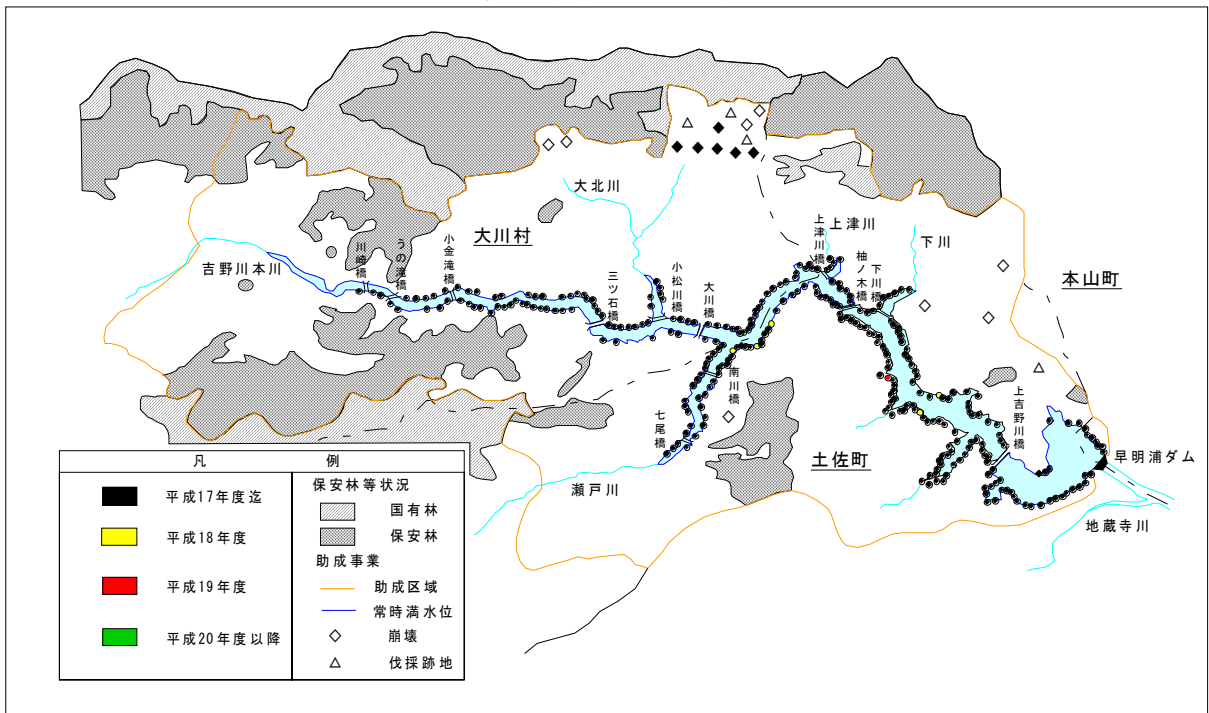 大北川
大川村
吉野川本川
川崎橋
うの滝橋
小金滝橋
三ツ石橋
小松川橋
大川橋
上津川橋
上津川
柚ノ木橋
下川橋
下川
本山町
南川橋
七尾橋
上吉野川橋
土佐町
瀬戸川
早明浦ダム
地蔵寺川
凡例
平成17年度迄
平成18年度
平成19年度
平成20年度以降
保安林等状況
国有林
保安林
助成事業
助成区域
常時満水位
崩壊
伐採跡地